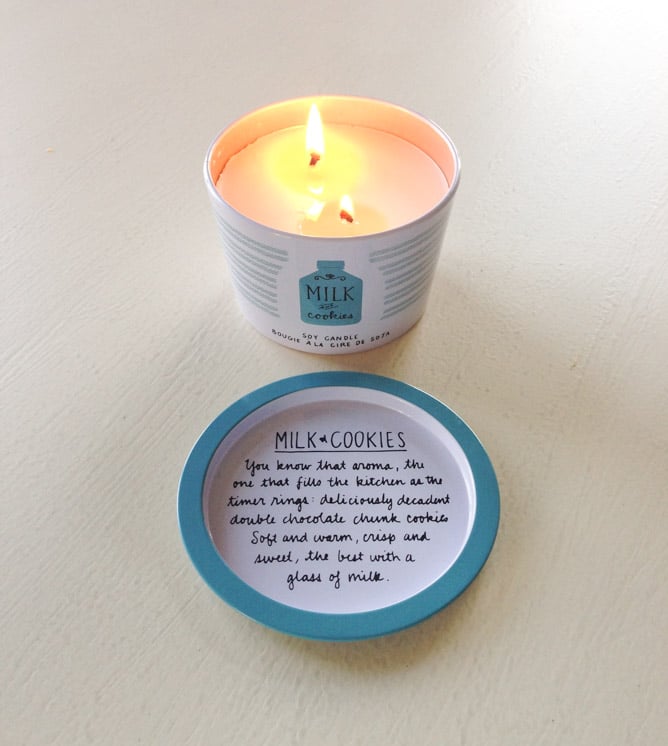 MILK
and
cookies
SOY CANDLE
BOUGIE A LA CIRE DE SOJA
MILK & COOKIES
You know that aroma, the
one that fills the kitchen as the
timer rings: deliciously decadent
double chocolate chunk cookies
Soft and warm, crisp and
sweet, the best with a
glass of milk.